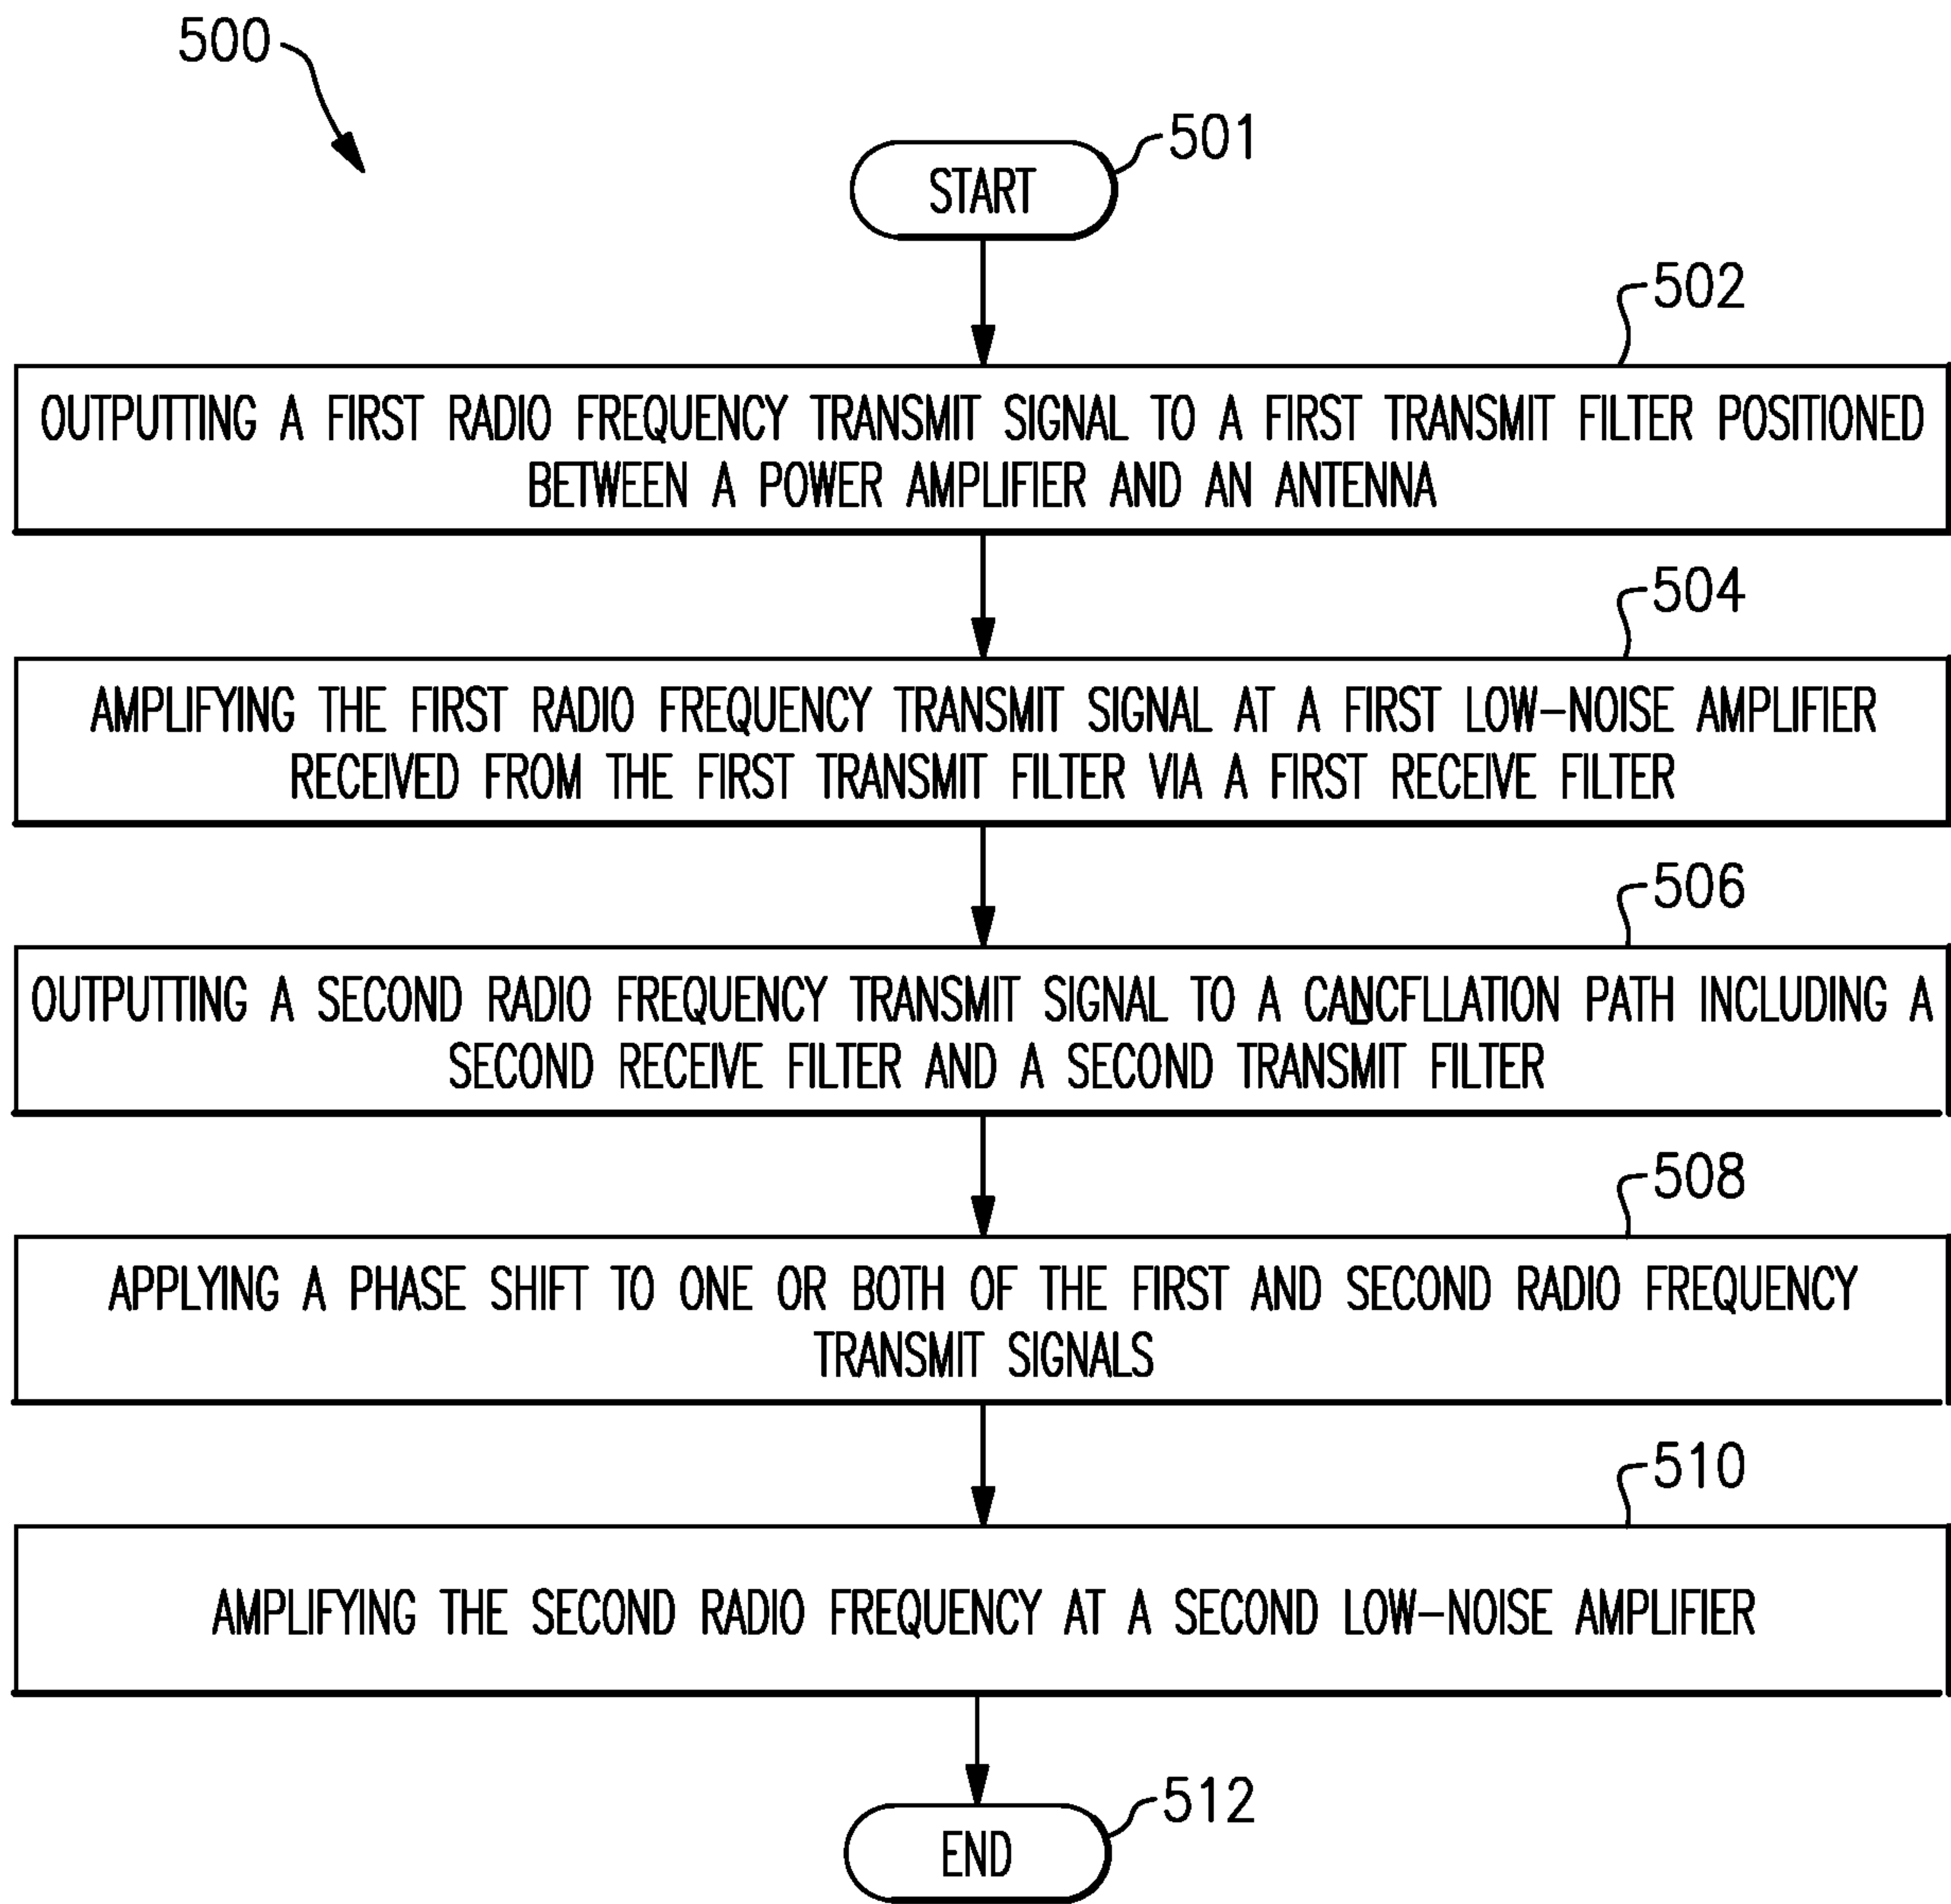 500
START
501
502
OUTPUTTING A FIRST RADIO FREQUENCY TRANSMIT SIGNAL TO A FIRST TRANSMIT FILTER POSITIONED
BETWEEN A POWER AMPLIFIER AND AN ANTENNA
504
AMPLIFYING THE FIRST RADIO FREQUENCY TRANSMIT SIGNAL AT A FIRST LOW-NOISE AMPLIFIER
RECEIVED FROM THE FIRST TRANSMIT FILTER VIA A FIRST RECEIVE FILTER
506
OUTPUTTING A SECOND RADIO FREQUENCY TRANSMIT SIGNAL TO A CANCFLLATION PATH INCLUDING A
SECOND RECEIVE FILTER AND A SECOND TRANSMIT FILTER
508
APPLYING A PHASE SHIFT TO ONE OR BOTH OF THE FIRST AND SECOND RADIO FREQUENCY
TRANSMIT SIGNALS
510
AMPLIFYING THE SECOND RADIO FREQUENCY AT A SECOND LOW-NOISE AMPLIFIER
512
END